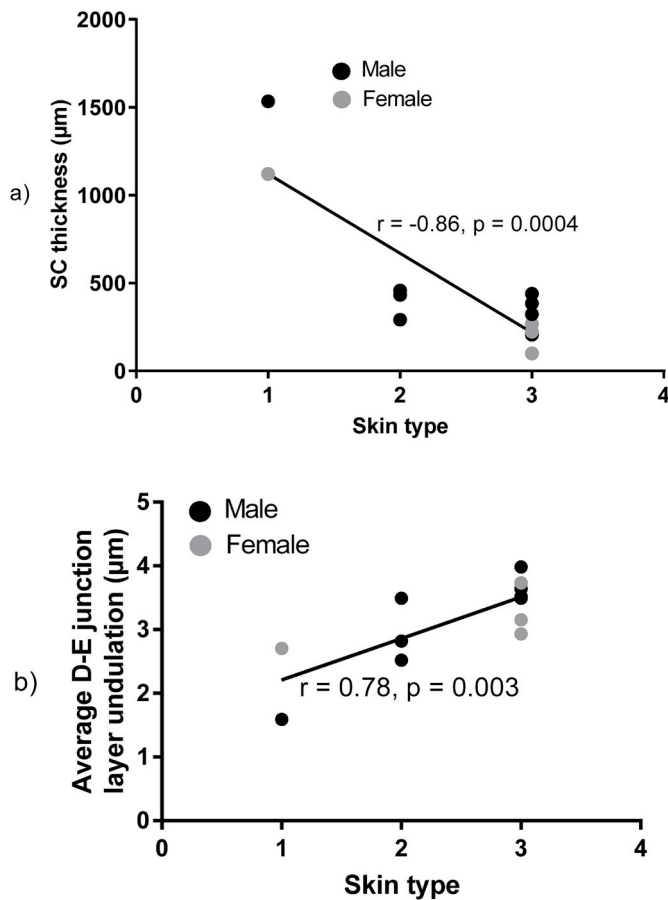 a)
SC thickness (µm)
2000
1500
1000
500
0
Male
Female
r = -0.86, p = 0.0004
0 1 2 3 4
Skin type
b)
Average D-E junction
layer undulation (µm)
5
4
3
2
1
0
Male
Female
r = 0.78, p = 0.003
0 1 2 3 4
Skin type